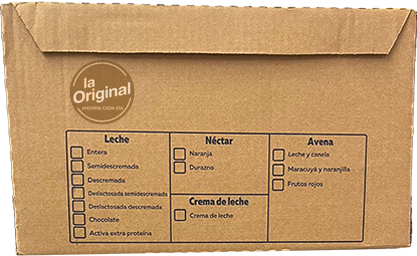 la
Original
AHORRA CADA DÍA
Leche
Entera
Semidescremada
Descremada
Deslactosada semidescremada
Deslactosada descremada
Chocolate
Activa extra proteína
Néctar
Naranja
Durazno
Crema de leche
Crema de leche
Avena
Leche y canela
Maracuyá y naranjilla
Frutos rojos